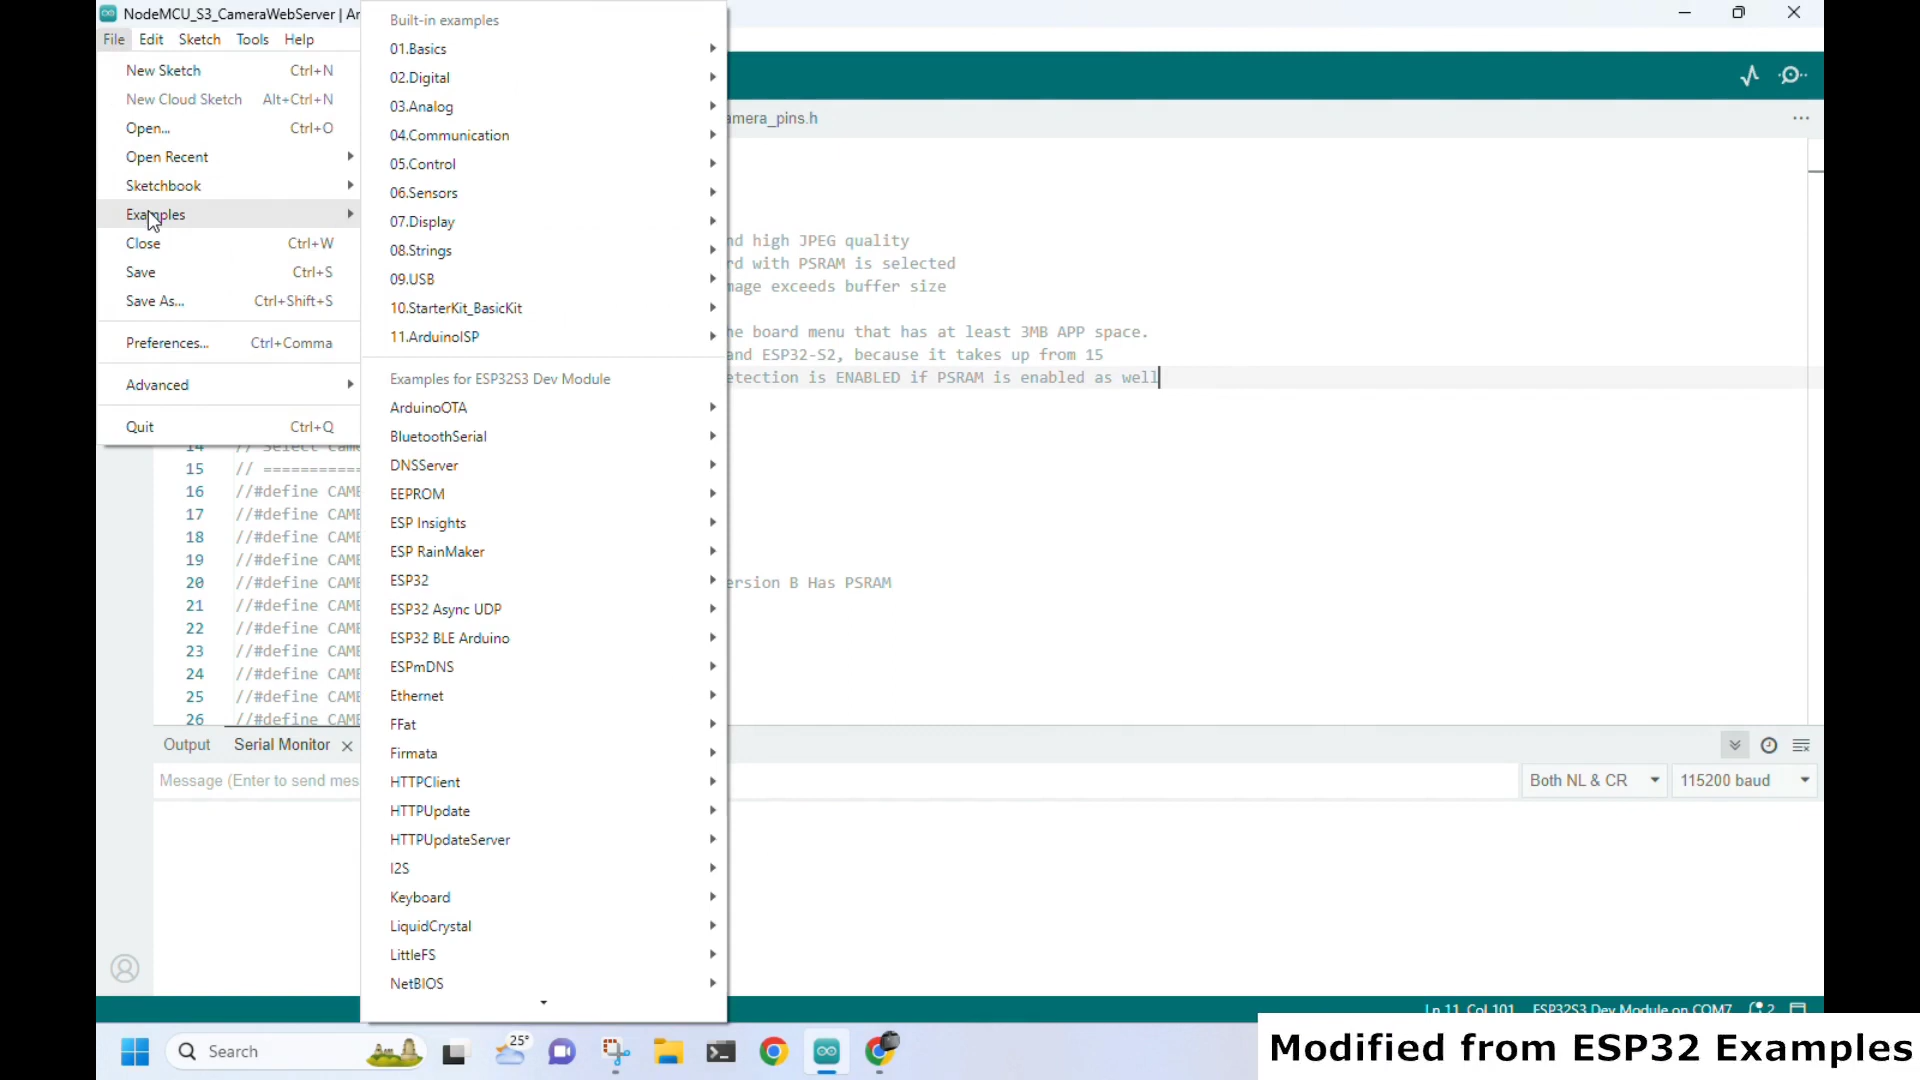 NodeMCU_S3_CameraWebServer | Ar
File Edit Sketch Tools Help
New Sketch Ctrl+N
New Cloud Sketch Alt+Ctrl+N
Open... Ctrl+O
Open Recent
Sketchbook
Examples
Close Ctrl+W
Save Ctrl+S
Save As... Ctrl+Shift+S
Preferences... Ctrl+Comma
Advanced
Quit Ctrl+Q
Built-in examples
01.Basics
02.Digital
03.Analog
04.Communication
05.Control
06.Sensors
07.Display
08.Strings
09.USB
10.StarterKit_BasicKit
11.ArduinoISP
Examples for ESP32S3 Dev Module
ArduinoOTA
BluetoothSerial
DNSServer
EEPROM
ESP Insights
ESP RainMaker
ESP32
ESP32 Async UDP
ESP32 BLE Arduino
ESPmDNS
Ethernet
FFat
Firmata
HTTPClient
HTTPUpdate
HTTPUpdateServer
I2S
Keyboard
LiquidCrystal
LittleFS
NetBIOS
amera_pins.h
nd high JPEG quality
rd with PSRAM is selected
mage exceeds buffer size
he board menu that has at least 3MB APP space.
and ESP32-S2, because it takes up from 15
etection is ENABLED if PSRAM is enabled as well
14 // Select Came
15 // ===========
16 //#define CAME
17 //#define CAME
18 //#define CAME
19 //#define CAME
20 //#define CAME ersion B Has PSRAM
21 //#define CAME
22 //#define CAME
23 //#define CAME
24 //#define CAME
25 //#define CAME
26 //#define CAME
Output Serial Monitor
Message (Enter to send mes
Both NL & CR 115200 baud
Ln 11, Col 101 ESP32S3 Dev Module on COM7 2
Search
25°
Modified from ESP32 Examples